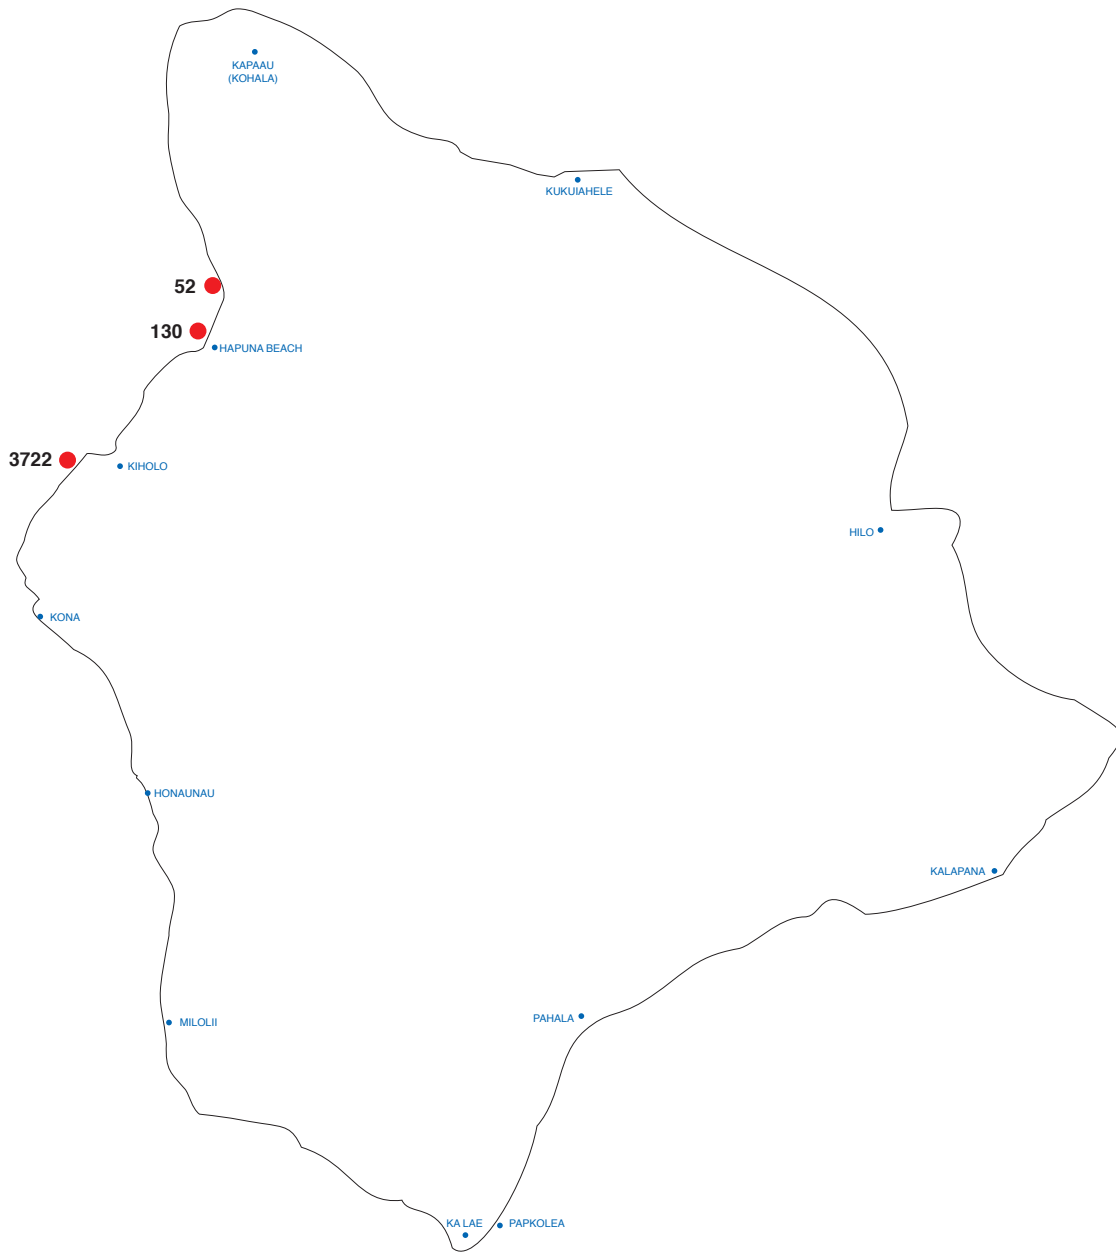 KAPAAU
(KOHALA)
KUKUIAHELE
52
130
HAPUNA BEACH
3722
KIHOLO
HILO
KONA
HONAUNAU
KALAPANA
MILOLII
PAHALA
KA LAE
PAPKOLEA